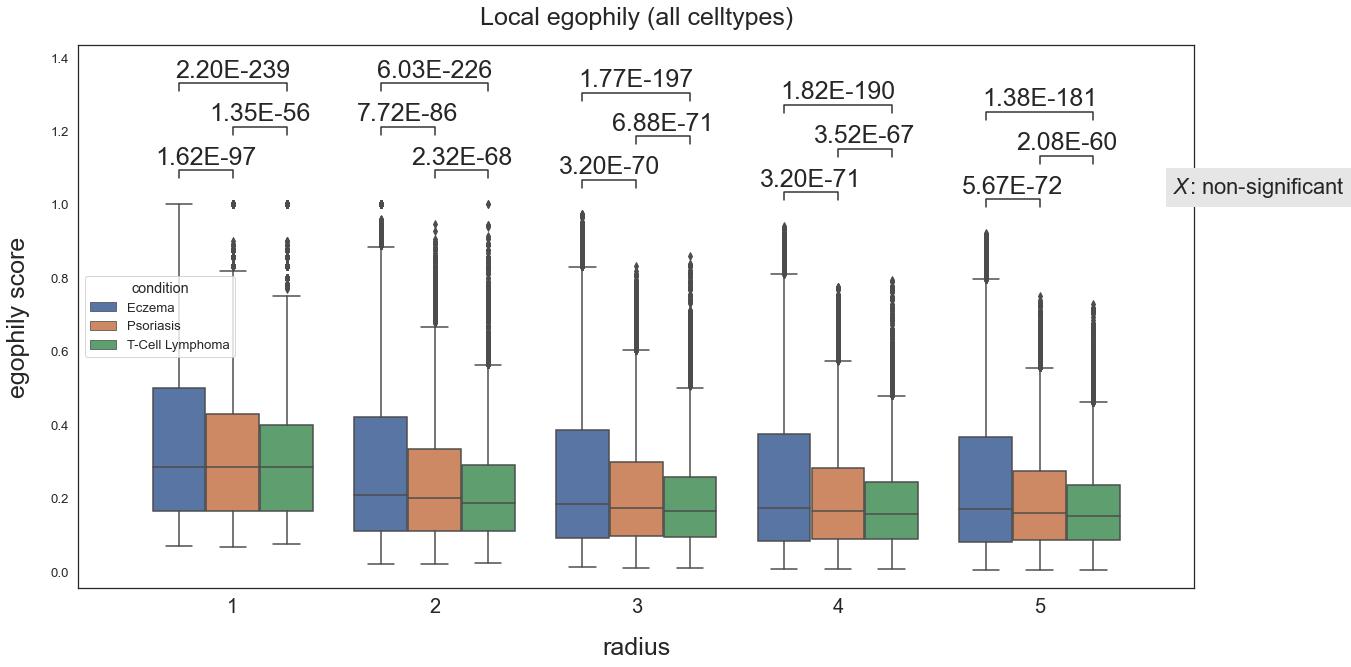 Local egophily (all celltypes)
1.4
1.2
1.0
0.8
0.6
0.4
0.2
0.0
egophily score
2.20E-239
1.35E-56
1.62E-97
6.03E-226
7.72E-86
2.32E-68
1.77E-197
6.88E-71
3.20E-70
1.82E-190
3.52E-67
3.20E-71
1.38E-181
2.08E-60
5.67E-72
X: non-significant
condition
Eczema
Psoriasis
T-Cell Lymphoma
1
2
3
4
5
radius